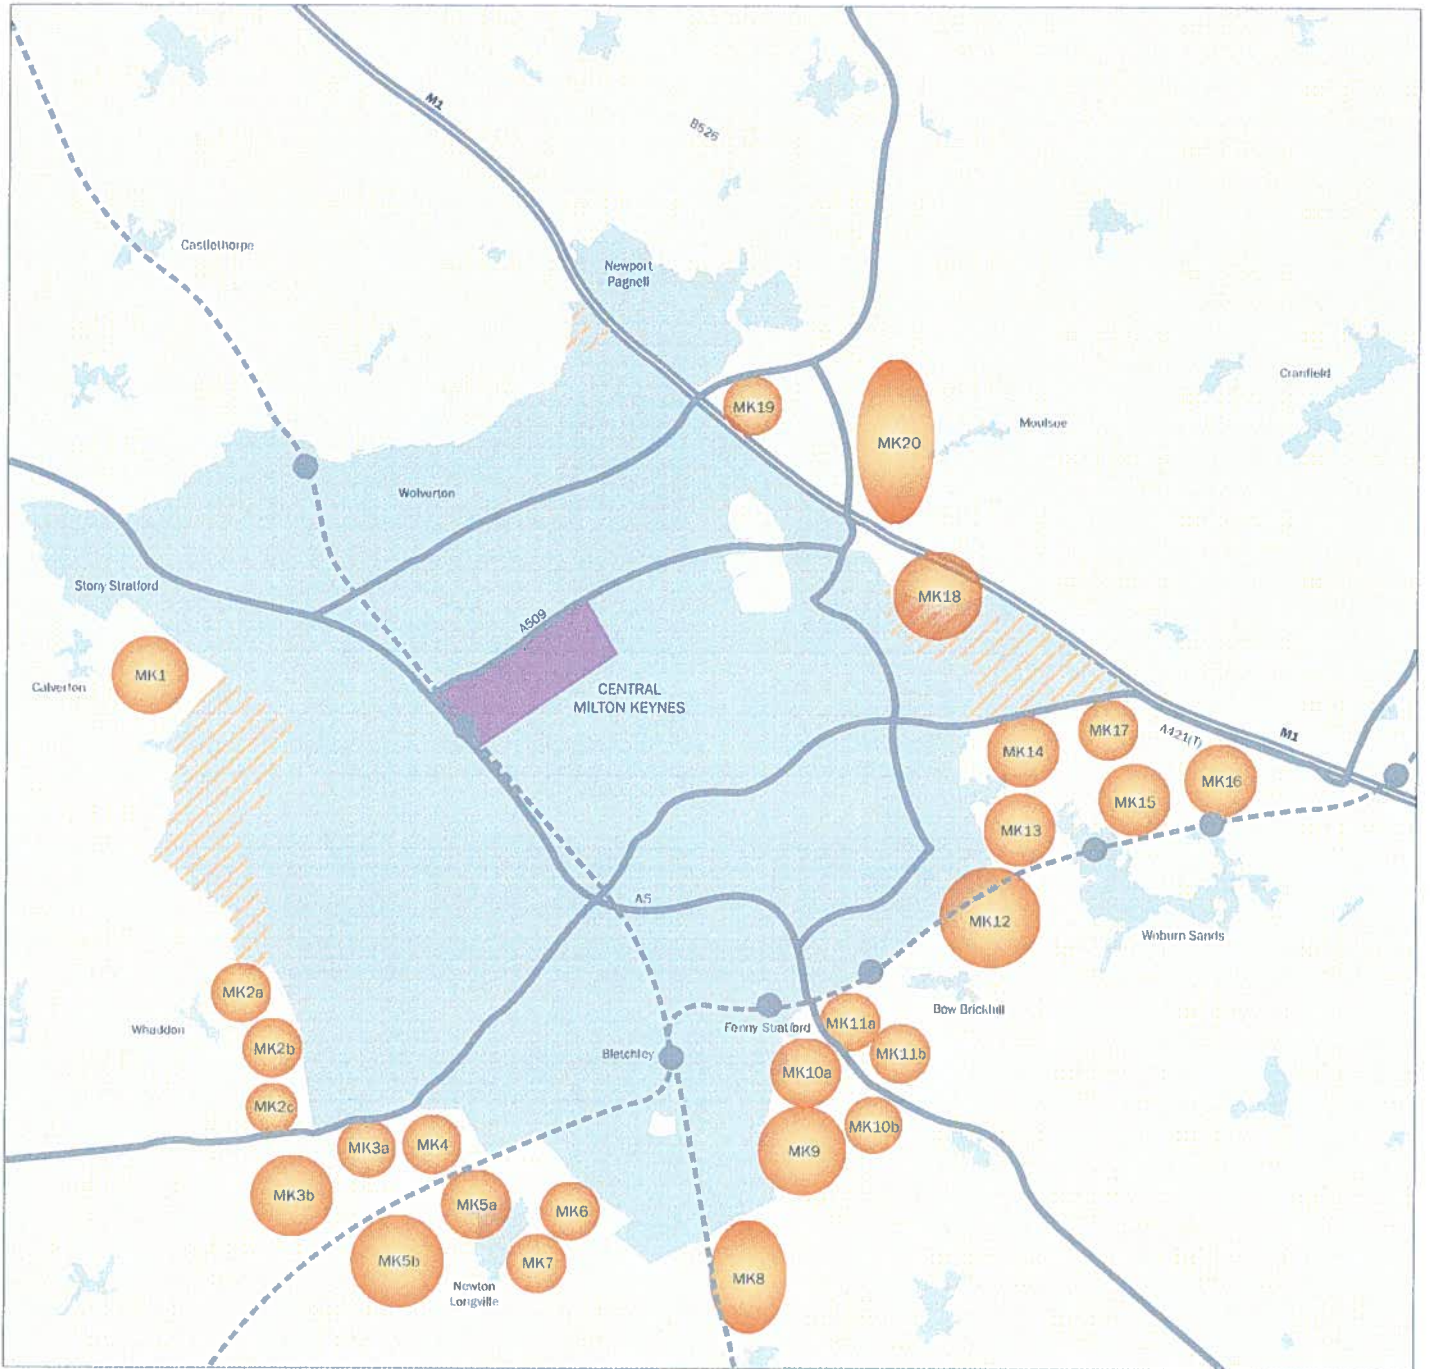 M1
B526
Castlethorpe
Newport
Pagnell
Cranfield
MK19
Moulsoe
MK20
Wolverton
Stony Stratford
MK18
A509
MK1
Calverton
CENTRAL
MILTON KEYNES
MK17
A421(T)
M1
MK14
MK16
MK15
MK13
A5
MK12
Woburn Sands
MK2a
Whaddon
Bow Brickhill
MK11a
Fenny Stratford
MK2b
Bletchley
MK11b
MK10a
MK2c
MK10b
MK3a
MK4
MK9
MK3b
MK5a
MK6
MK5b
MK7
MK8
Newton
Longville